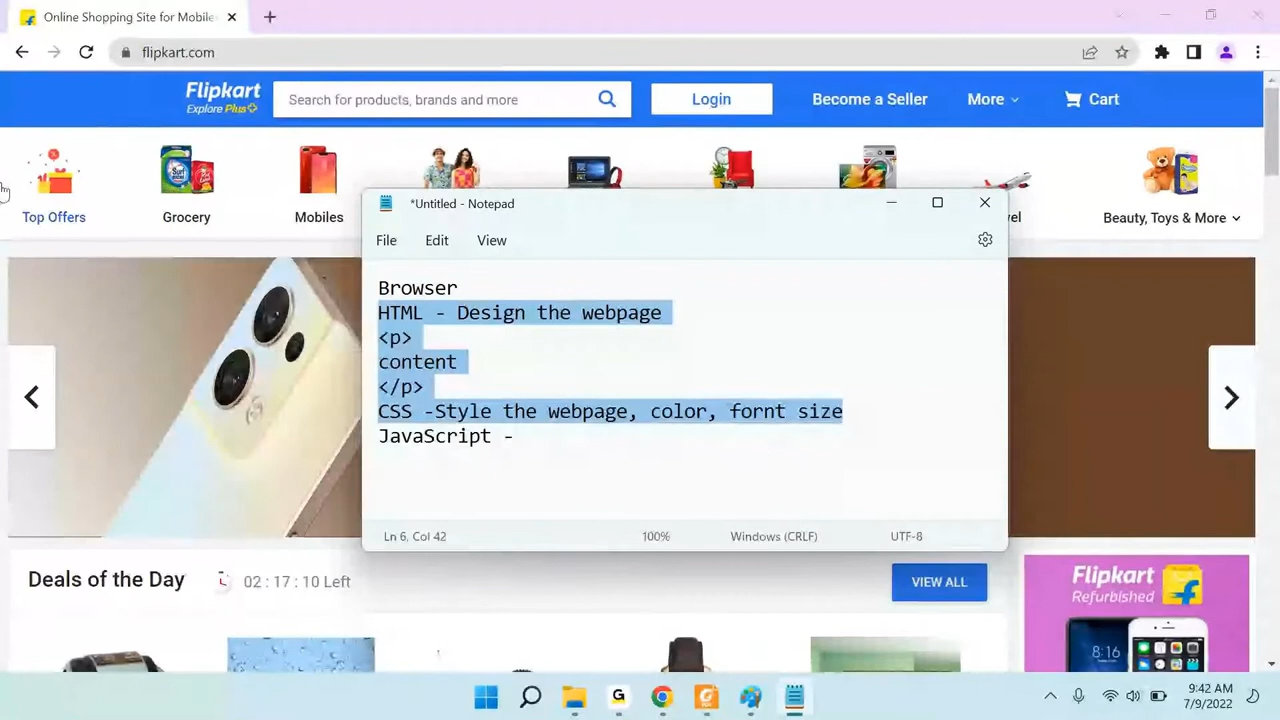 Online Shopping Site for Mobile
flipkart.com
Flipkart
Explore Plus
Search for products, brands and more
Login
Become a Seller
More
Cart
Top Offers
Grocery
Mobiles
Beauty, Toys & More
*Untitled - Notepad
File Edit View
Browser
HTML - Design the webpage
<p>
content
</p>
CSS -Style the webpage, color, fornt size
JavaScript -
Ln 6, Col 42
100%
Windows (CRLF)
UTF-8
Deals of the Day
02 : 17 : 10 Left
VIEW ALL
Flipkart
Refurbished
8:16
9:42 AM
7/9/2022